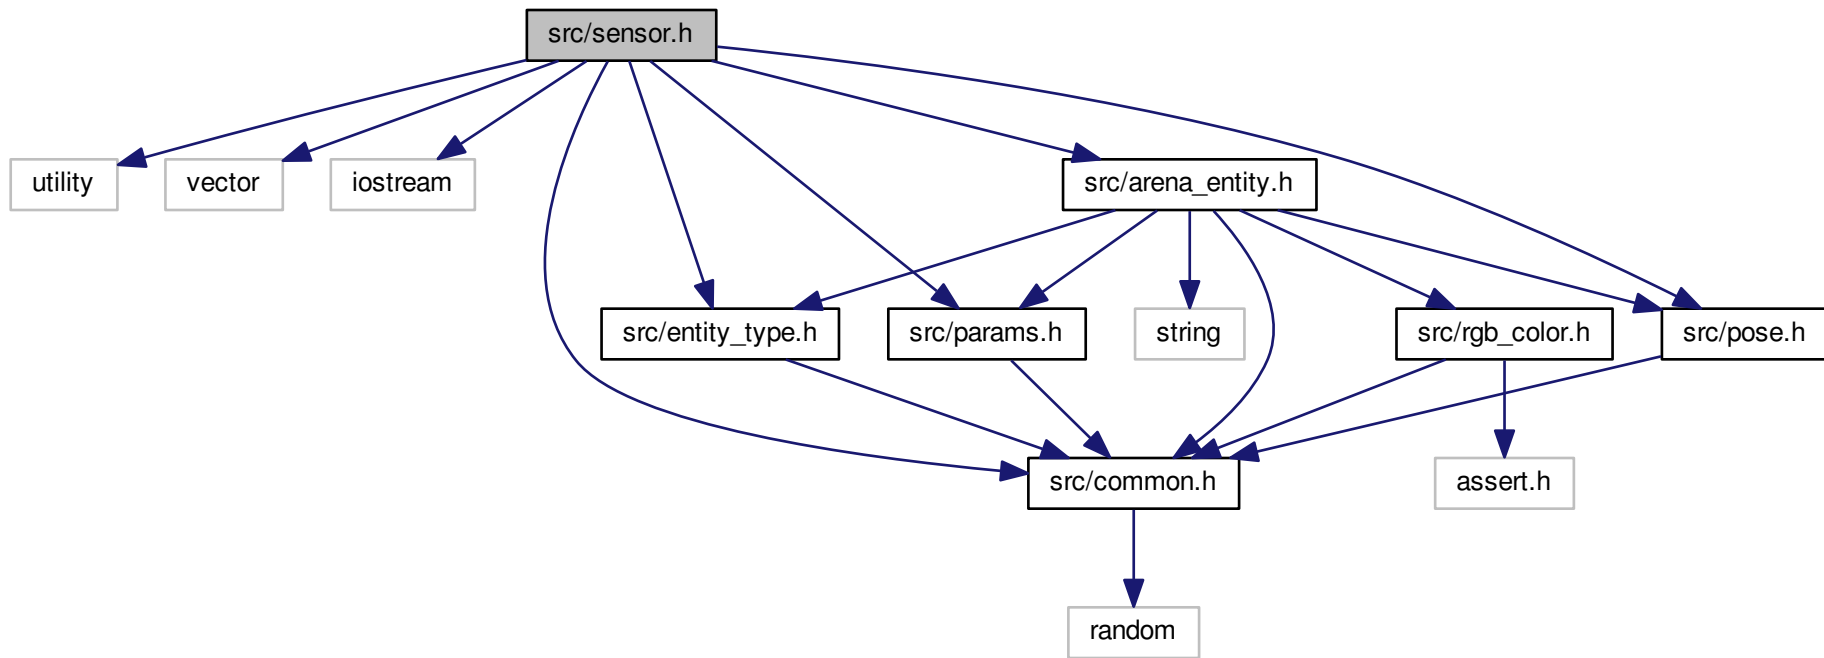 src/sensor.h
utility
vector
iostream
src/arena_entity.h
src/entity_type.h
src/params.h
string
src/rgb_color.h
src/pose.h
src/common.h
assert.h
random